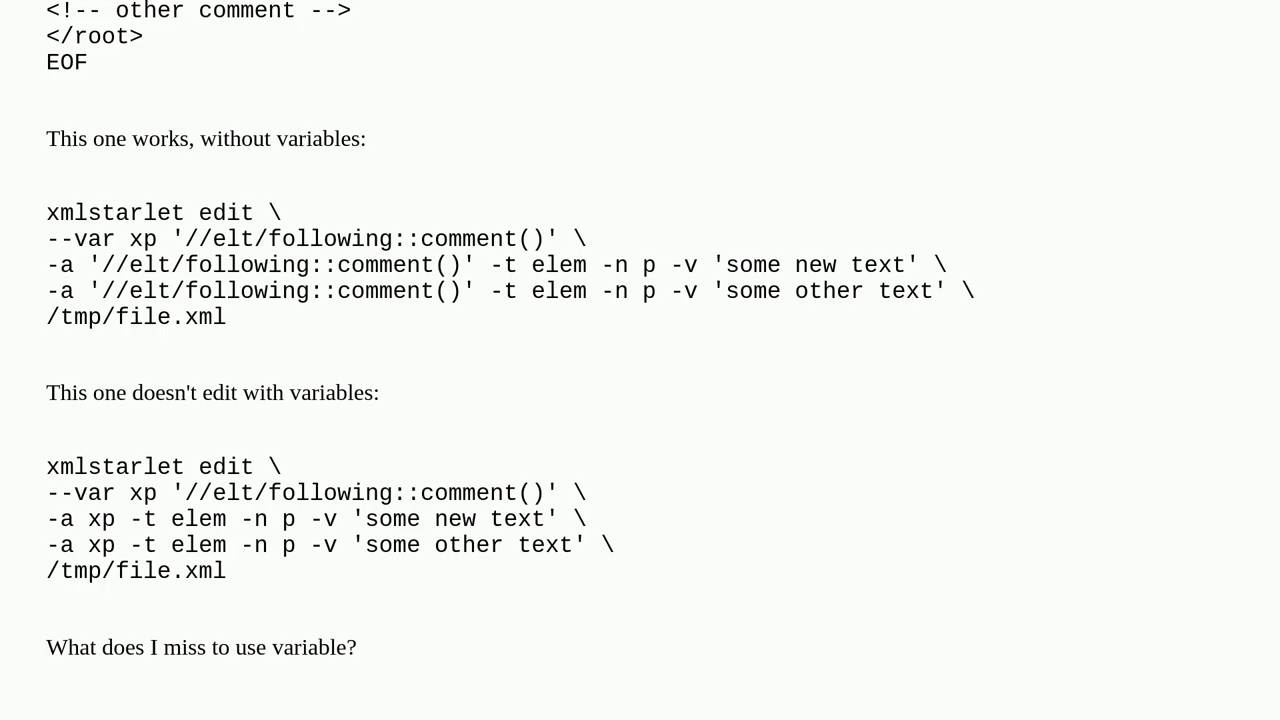 <!-- other comment -->
</root>
EOF
This one works, without variables:
xmlstarlet edit \
--var xp '//elt/following::comment()' \
-a '//elt/following::comment()' -t elem -n p -v 'some new text' \
-a '//elt/following::comment()' -t elem -n p -v 'some other text' \
/tmp/file.xml
This one doesn't edit with variables:
xmlstarlet edit \
--var xp '//elt/following::comment()' \
-a xp -t elem -n p -v 'some new text' \
-a xp -t elem -n p -v 'some other text' \
/tmp/file.xml
What does I miss to use variable?